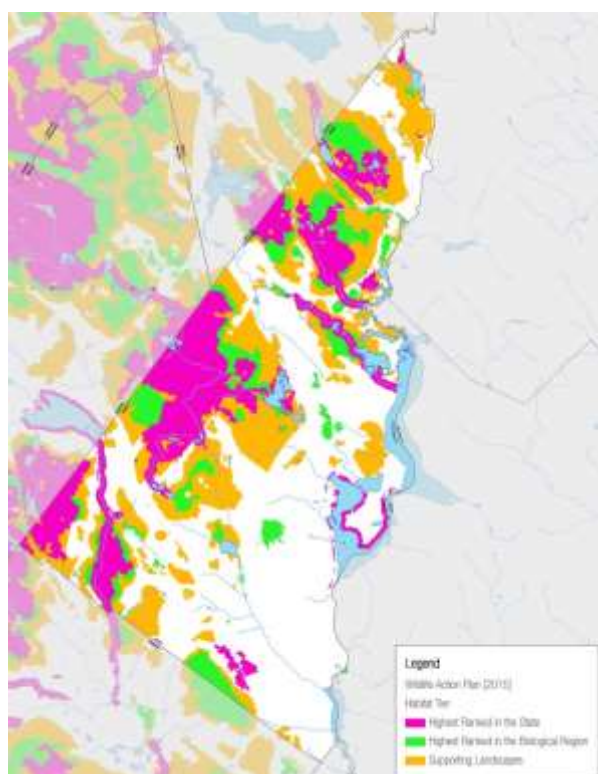 Legend
Wildlife Action Plan (2015)
Habitat Tier
Highest Ranked in the State
Highest Ranked in the Biological Region
Supporting Landscapes